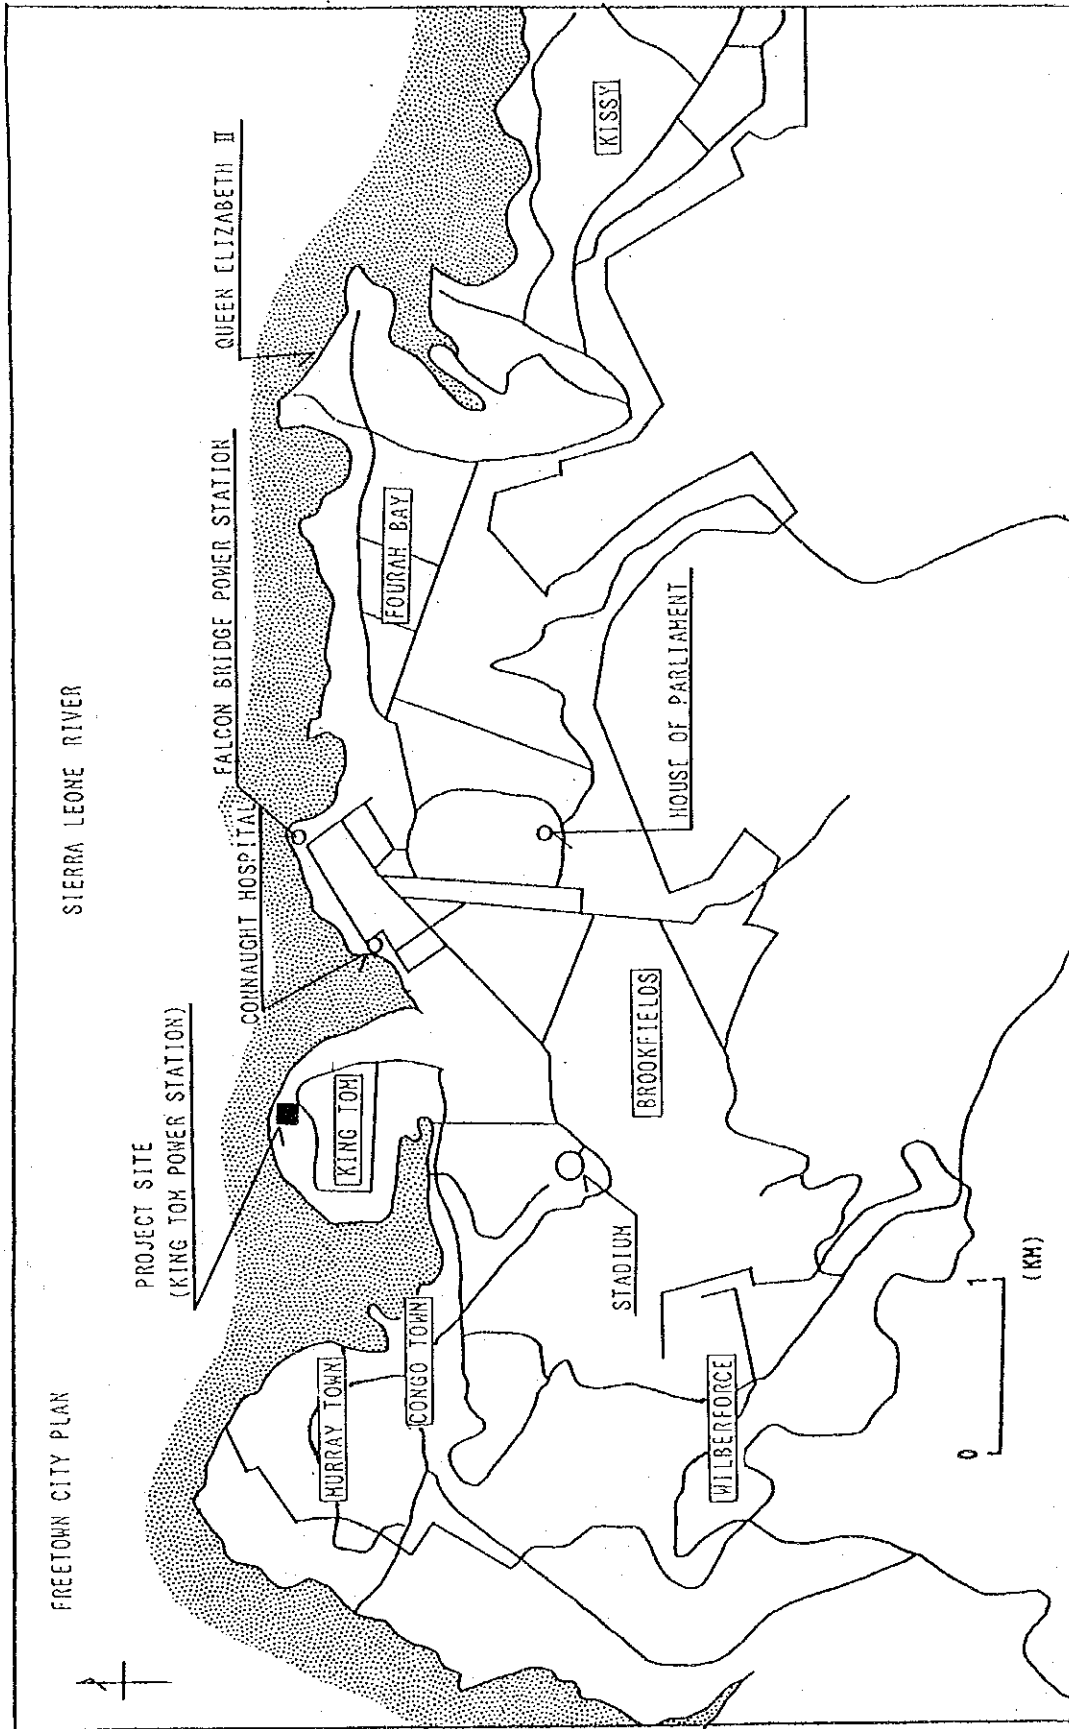 FREETOWN CITY PLAN
SIERRA LEONE RIVER
PROJECT SITE
(KING TOM POWER STATION)
CONNAUGHT HOSPITAL
FALCON BRIDGE POWER STATION
QUEEN ELIZABETH II
MURRAY TOWN
CONGO TOWN
KING TOM
FOURAH BAY
KISSY
STADIUM
BROOKFIELDS
HOUSE OF PARLIAMENT
WILBERFORCE
0 1
(KM)